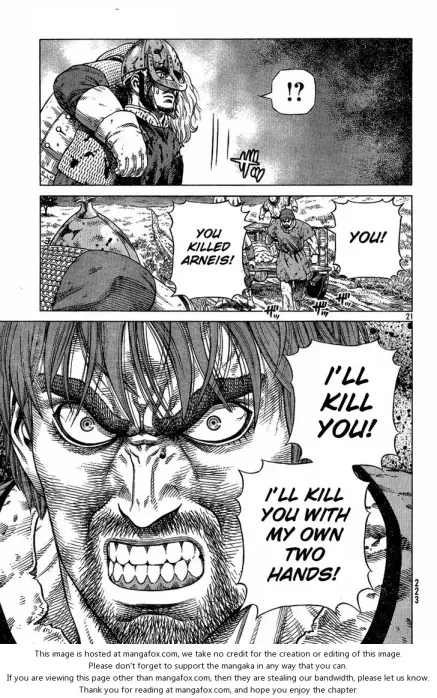 !?
YOU!
YOU
KILLED
ARNEIS!
21
I'LL
KILL
YOU!
I'LL KILL
YOU WITH
MY OWN
TWO
HANDS!
223
This image is hosted at mangafox.com, we take no credit for the creation or editing of this image.
Please don't forget to support the mangaka in any way that you can.
If you are viewing this page other than mangafox.com, then they are stealing our bandwidth, please let us know.
Thank you for reading at mangafox.com, and hope you enjoy the chapter.